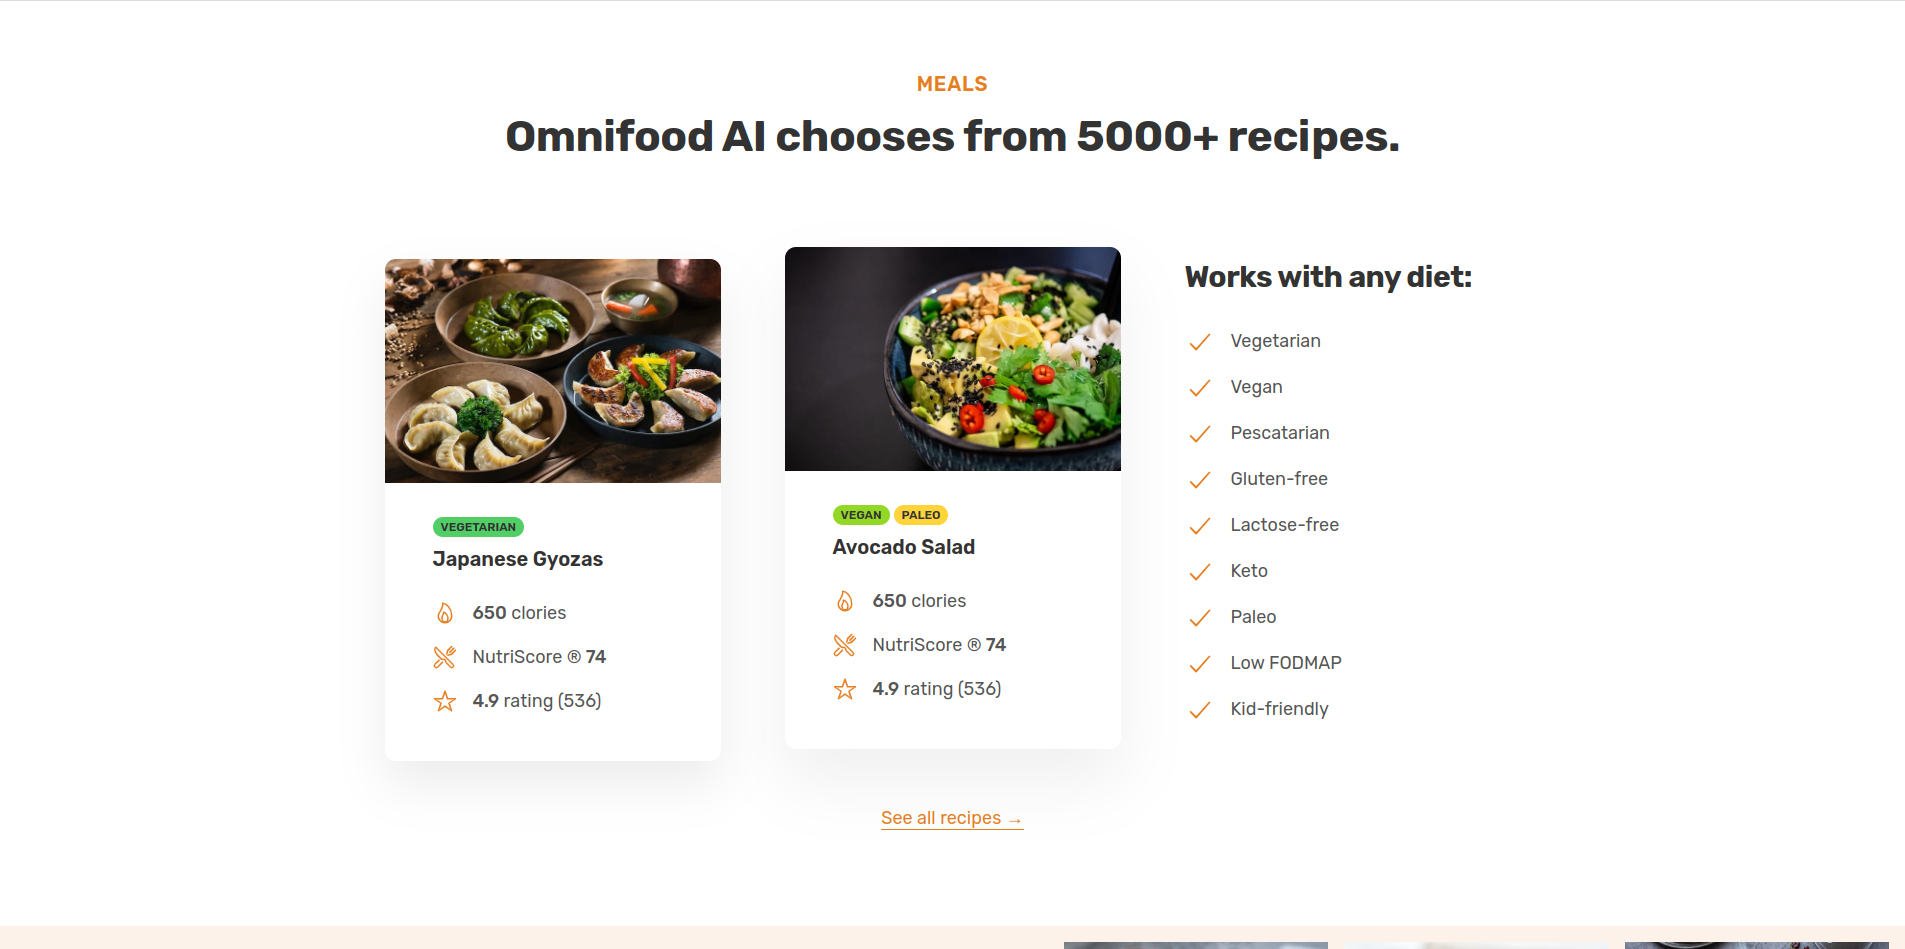 MEALS
Omnifood AI chooses from 5000+ recipes.
VEGETARIAN
Japanese Gyozas
650 clories
NutriScore ® 74
4.9 rating (536)
VEGAN PALEO
Avocado Salad
650 clories
NutriScore ® 74
4.9 rating (536)
Works with any diet:
Vegetarian
Vegan
Pescatarian
Gluten-free
Lactose-free
Keto
Paleo
Low FODMAP
Kid-friendly
See all recipes →